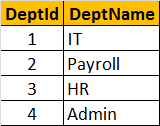 DeptId DeptName
1 IT
2 Payroll
3 HR
4 Admin